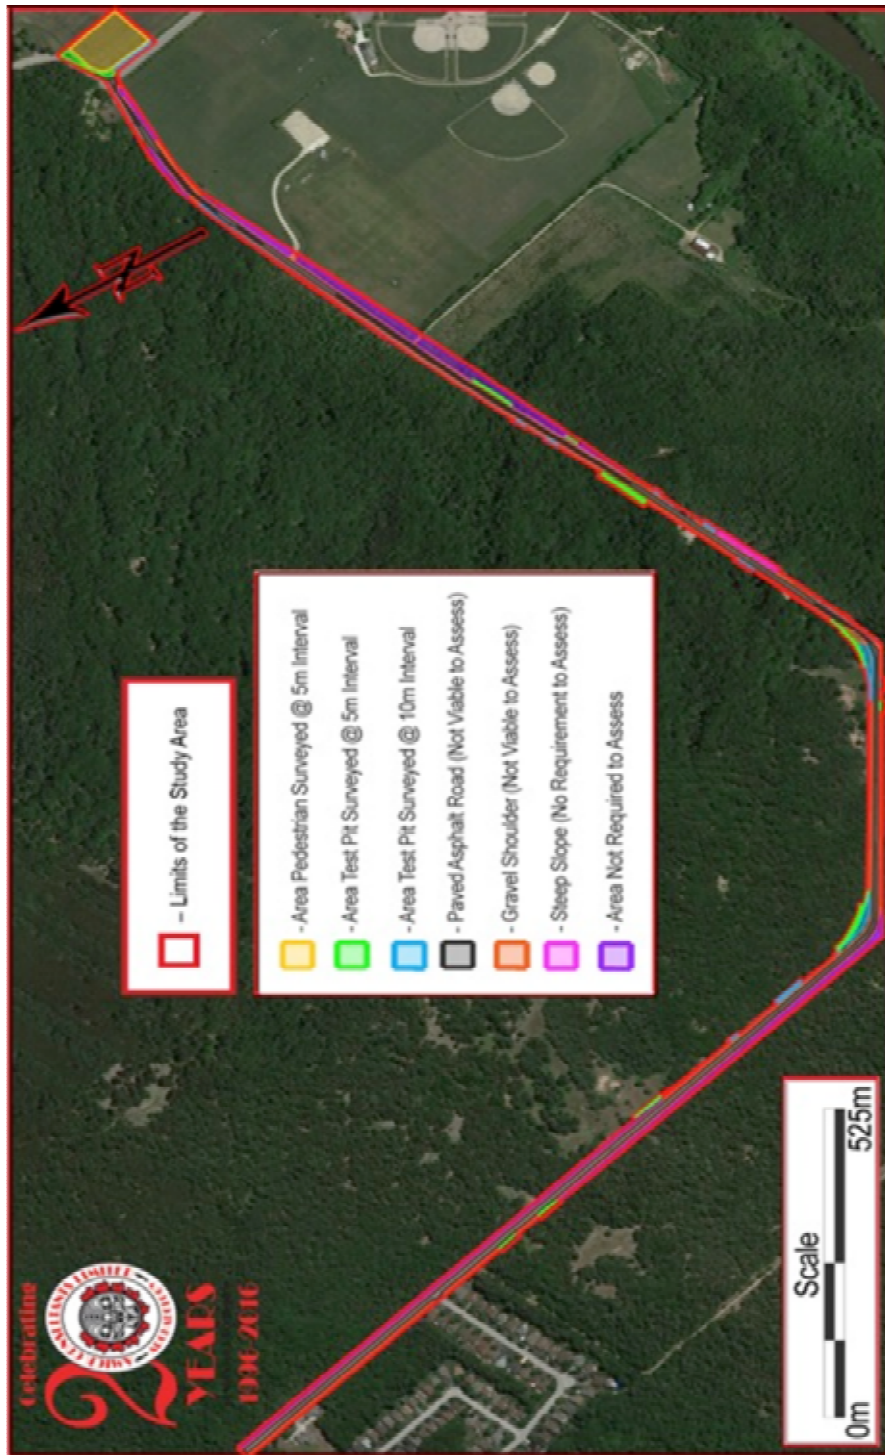 Celebrating
20
YEARS
1996-2016
– Limits of the Study Area
- Area Pedestrian Surveyed @ 5m Interval
- Area Test Pit Surveyed @ 5m Interval
- Area Test Pit Surveyed @ 10m Interval
- Paved Asphalt Road (Not Viable to Assess)
- Gravel Shoulder (Not Viable to Assess)
- Steep Slope (No Requirement to Assess)
- Area Not Required to Assess
N
Scale
0m
525m